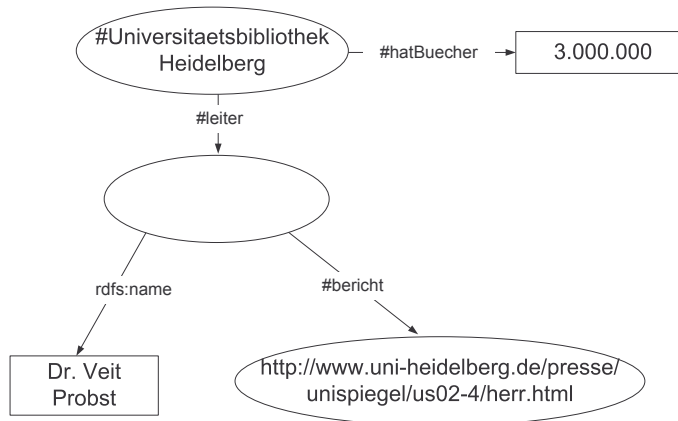 #Universitaetsbibliothek
Heidelberg
#hatBuecher
3.000.000
#leiter
rdfs:name
#bericht
Dr. Veit
Probst
http://www.uni-heidelberg.de/presse/
unispiegel/us02-4/herr.html